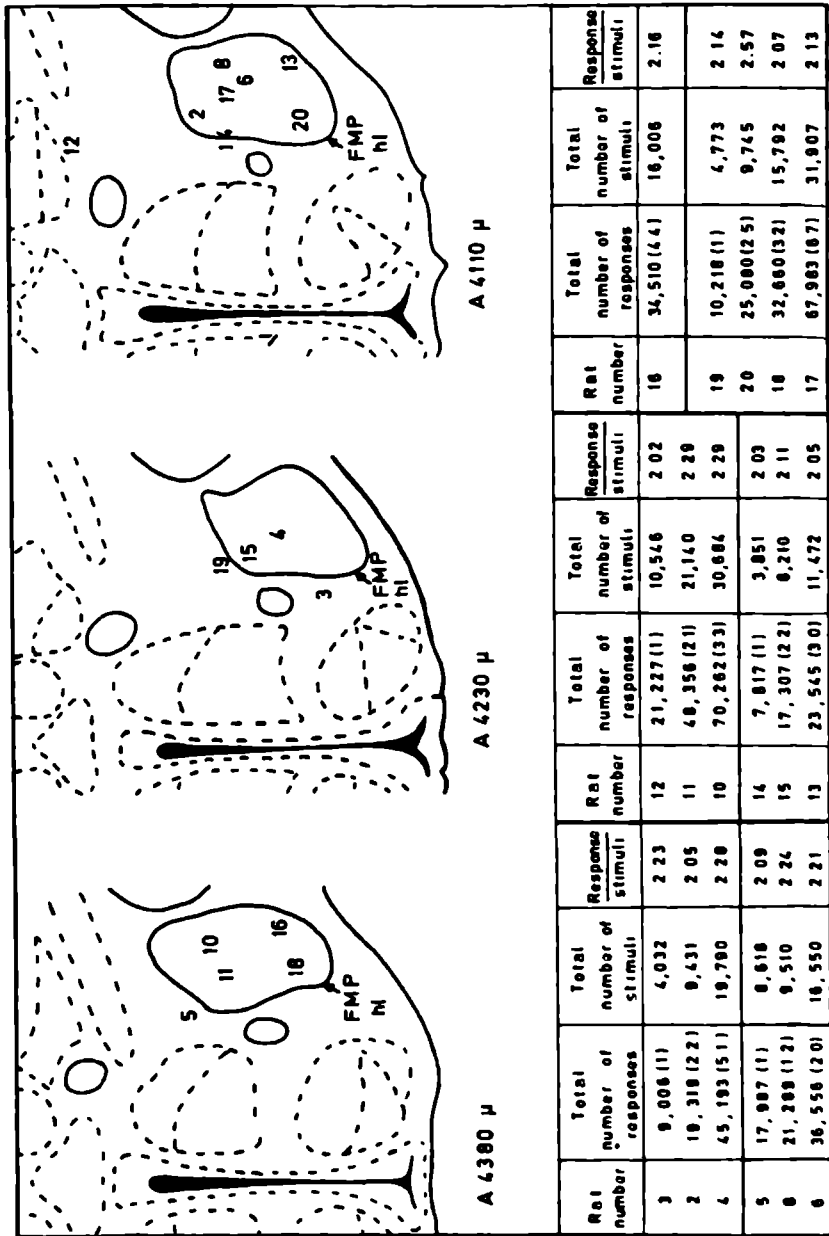 5
10
11
16
18
FMP
hl
A 4380 µ
19
15
4
3
FMP
hl
A 4230 µ
12
2
8
14
17
6
13
20
FMP
hl
A 4110 µ
Rat number Total number of responses Total number of stimuli Response stimuli Rat number Total number of responses Total number of stimuli Response stimuli Rat number Total number of responses Total number of stimuli Response stimuli
3 9,006(1) 4,032 2 23 12 21,227(1) 10,546 2 02 16 34,510(44) 16,006 2.16
2 19,319(22) 9,431 2 05 11 48,356(21) 21,140 2 29
4 45,193(51) 19,790 2 28 10 70,262(33) 30,684 2 29 19 10,218(1) 4,773 2 14
5 17,987(1) 8,618 2 09 14 7,817(1) 3,851 2 03 20 25,080(25) 9,745 2.57
8 21,289(12) 9,510 2 24 15 17,307(22) 8,210 2 11 18 32,660(32) 15,792 2 07
6 36,556(20) 16,550 2 21 13 23,545(30) 11,472 2 05 17 67,983(67) 31,907 2 13